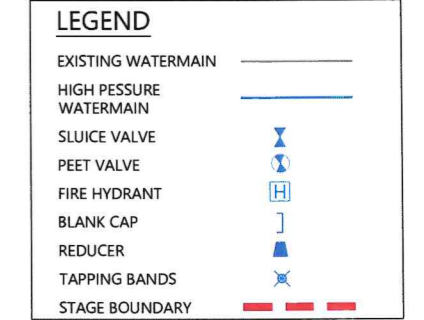 LEGEND
EXISTING WATERMAIN
HIGH PESSURE
WATERMAIN
SLUICE VALVE
PEET VALVE
FIRE HYDRANT H
BLANK CAP ]
REDUCER
TAPPING BANDS
STAGE BOUNDARY